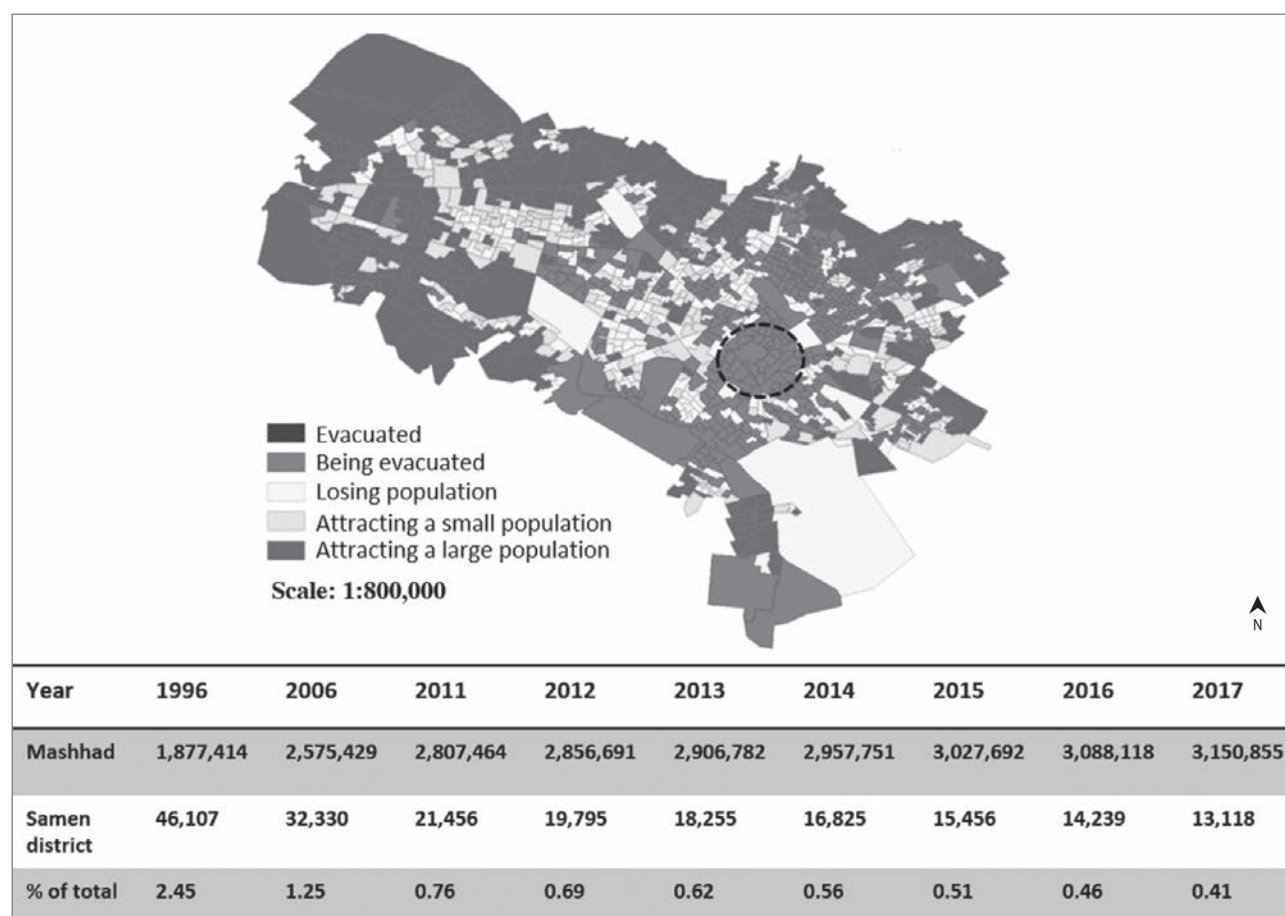 Evacuated
Being evacuated
Losing population
Attracting a small population
Attracting a large population
Scale: 1:800,000
N
Year 1996 2006 2011 2012 2013 2014 2015 2016 2017
Mashhad 1,877,414 2,575,429 2,807,464 2,856,691 2,906,782 2,957,751 3,027,692 3,088,118 3,150,855
Samen district 46,107 32,330 21,456 19,795 18,255 16,825 15,456 14,239 13,118
% of total 2.45 1.25 0.76 0.69 0.62 0.56 0.51 0.46 0.41